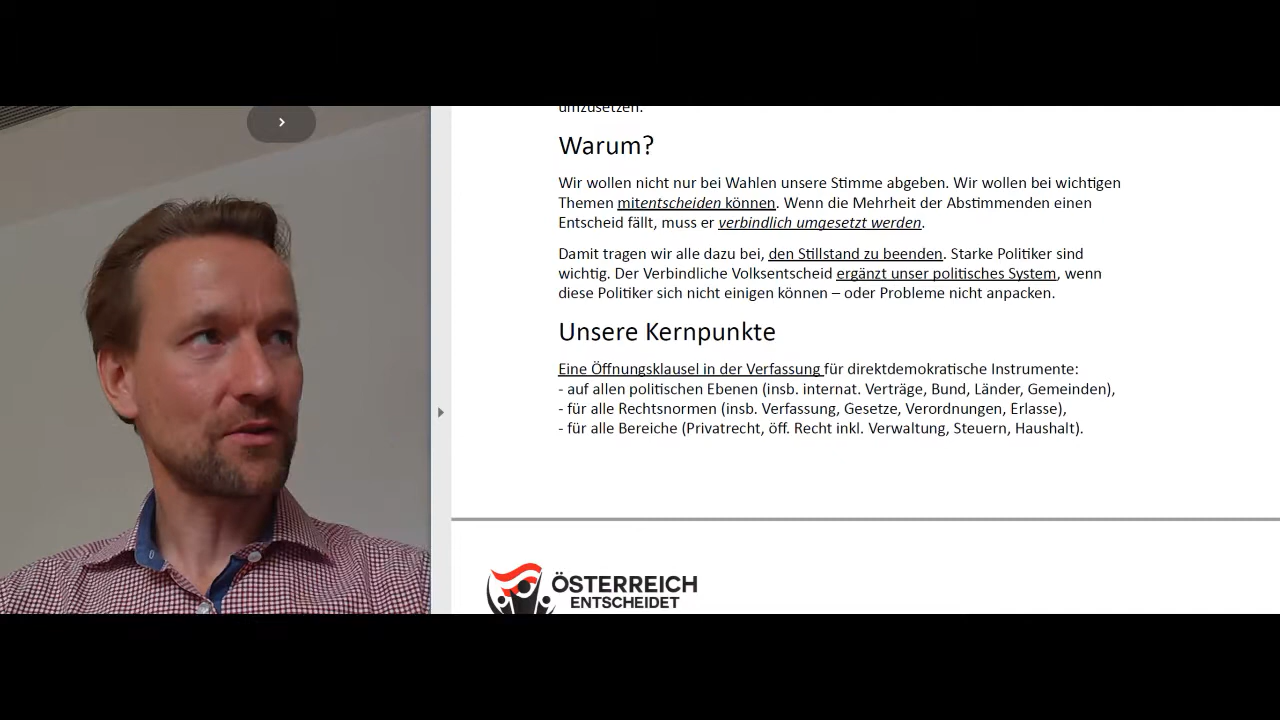 umzusetzen.
Warum?
Wir wollen nicht nur bei Wahlen unsere Stimme abgeben. Wir wollen bei wichtigen
Themen mitentscheiden können. Wenn die Mehrheit der Abstimmenden einen
Entscheid fällt, muss er verbindlich umgesetzt werden.
Damit tragen wir alle dazu bei, den Stillstand zu beenden. Starke Politiker sind
wichtig. Der Verbindliche Volksentscheid ergänzt unser politisches System, wenn
diese Politiker sich nicht einigen können – oder Probleme nicht anpacken.
Unsere Kernpunkte
Eine Öffnungsklausel in der Verfassung für direktdemokratische Instrumente:
- auf allen politischen Ebenen (insb. internat. Verträge, Bund, Länder, Gemeinden),
- für alle Rechtsnormen (insb. Verfassung, Gesetze, Verordnungen, Erlasse),
- für alle Bereiche (Privatrecht, öff. Recht inkl. Verwaltung, Steuern, Haushalt).
ÖSTERREICH
ENTSCHEIDET